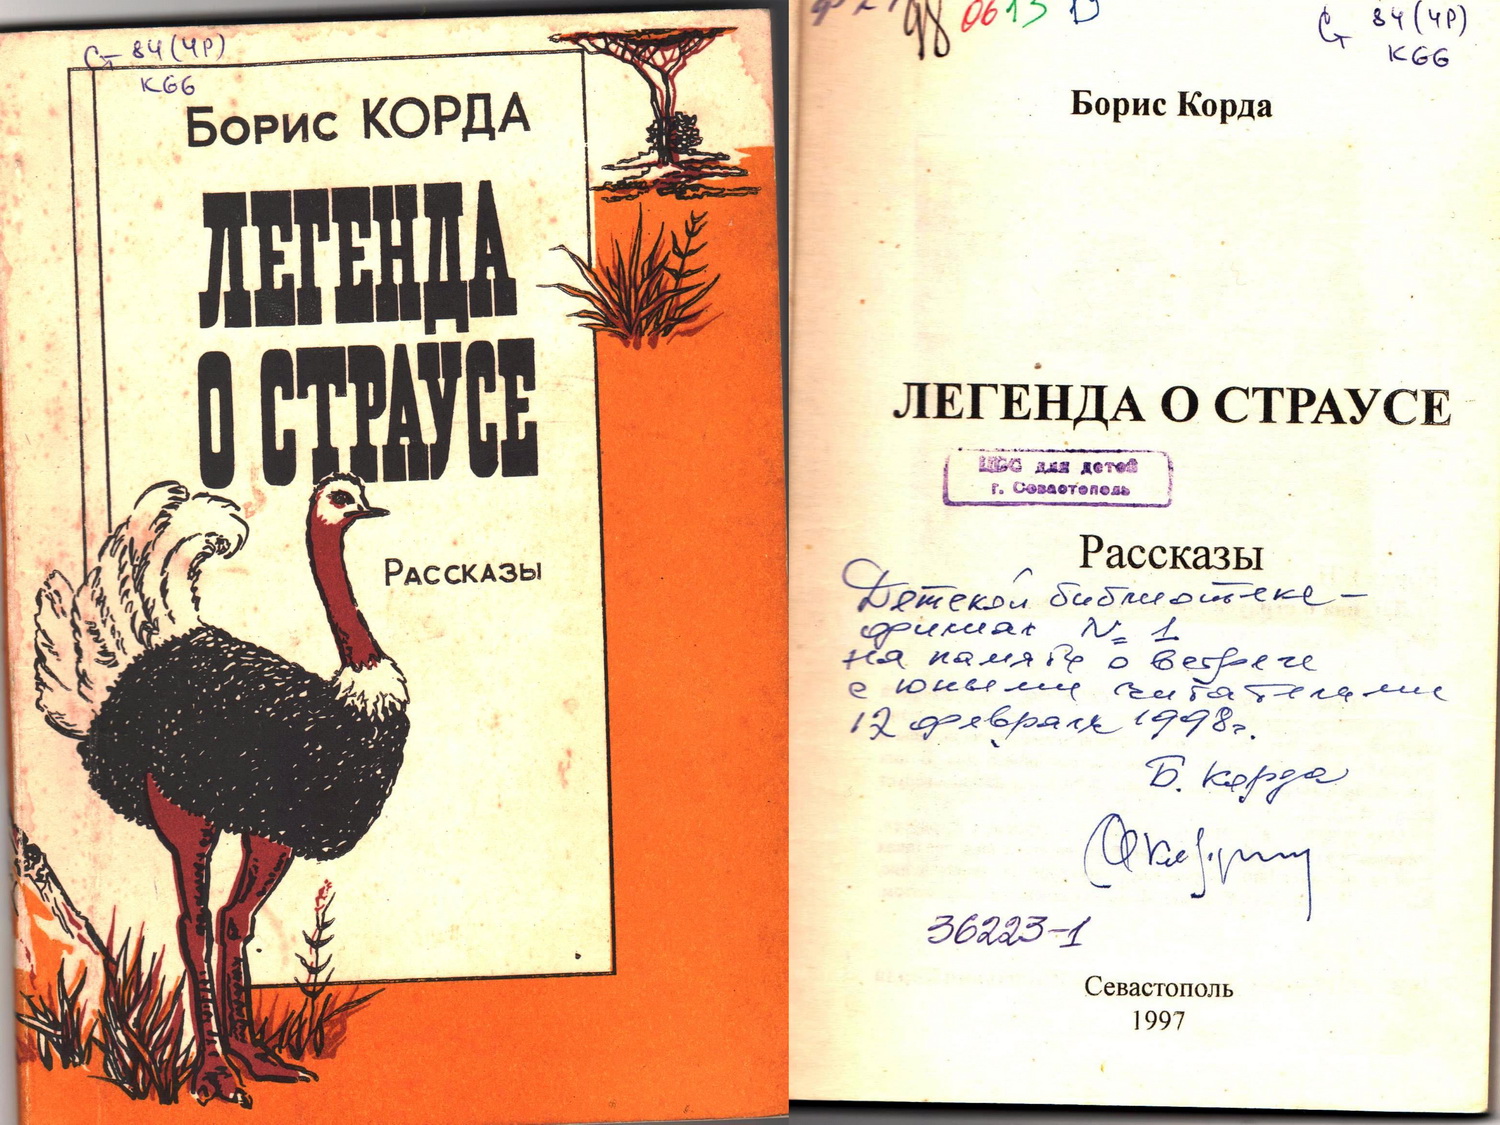 Ст 84(4Р)
К66
Борис КОРДА
ЛЕГЕНДА
О СТРАУСЕ
Рассказы
98 0613
Ст 84(4Р)
К66
Борис Корда
ЛЕГЕНДА О СТРАУСЕ
ЦБС для детей
г. Севастополь
Рассказы
Детской библиотеке-
филиал № 1
на память о встрече
с юными читателями
12 февраля 1998г.
Б. Корда
36223-1
Севастополь
1997